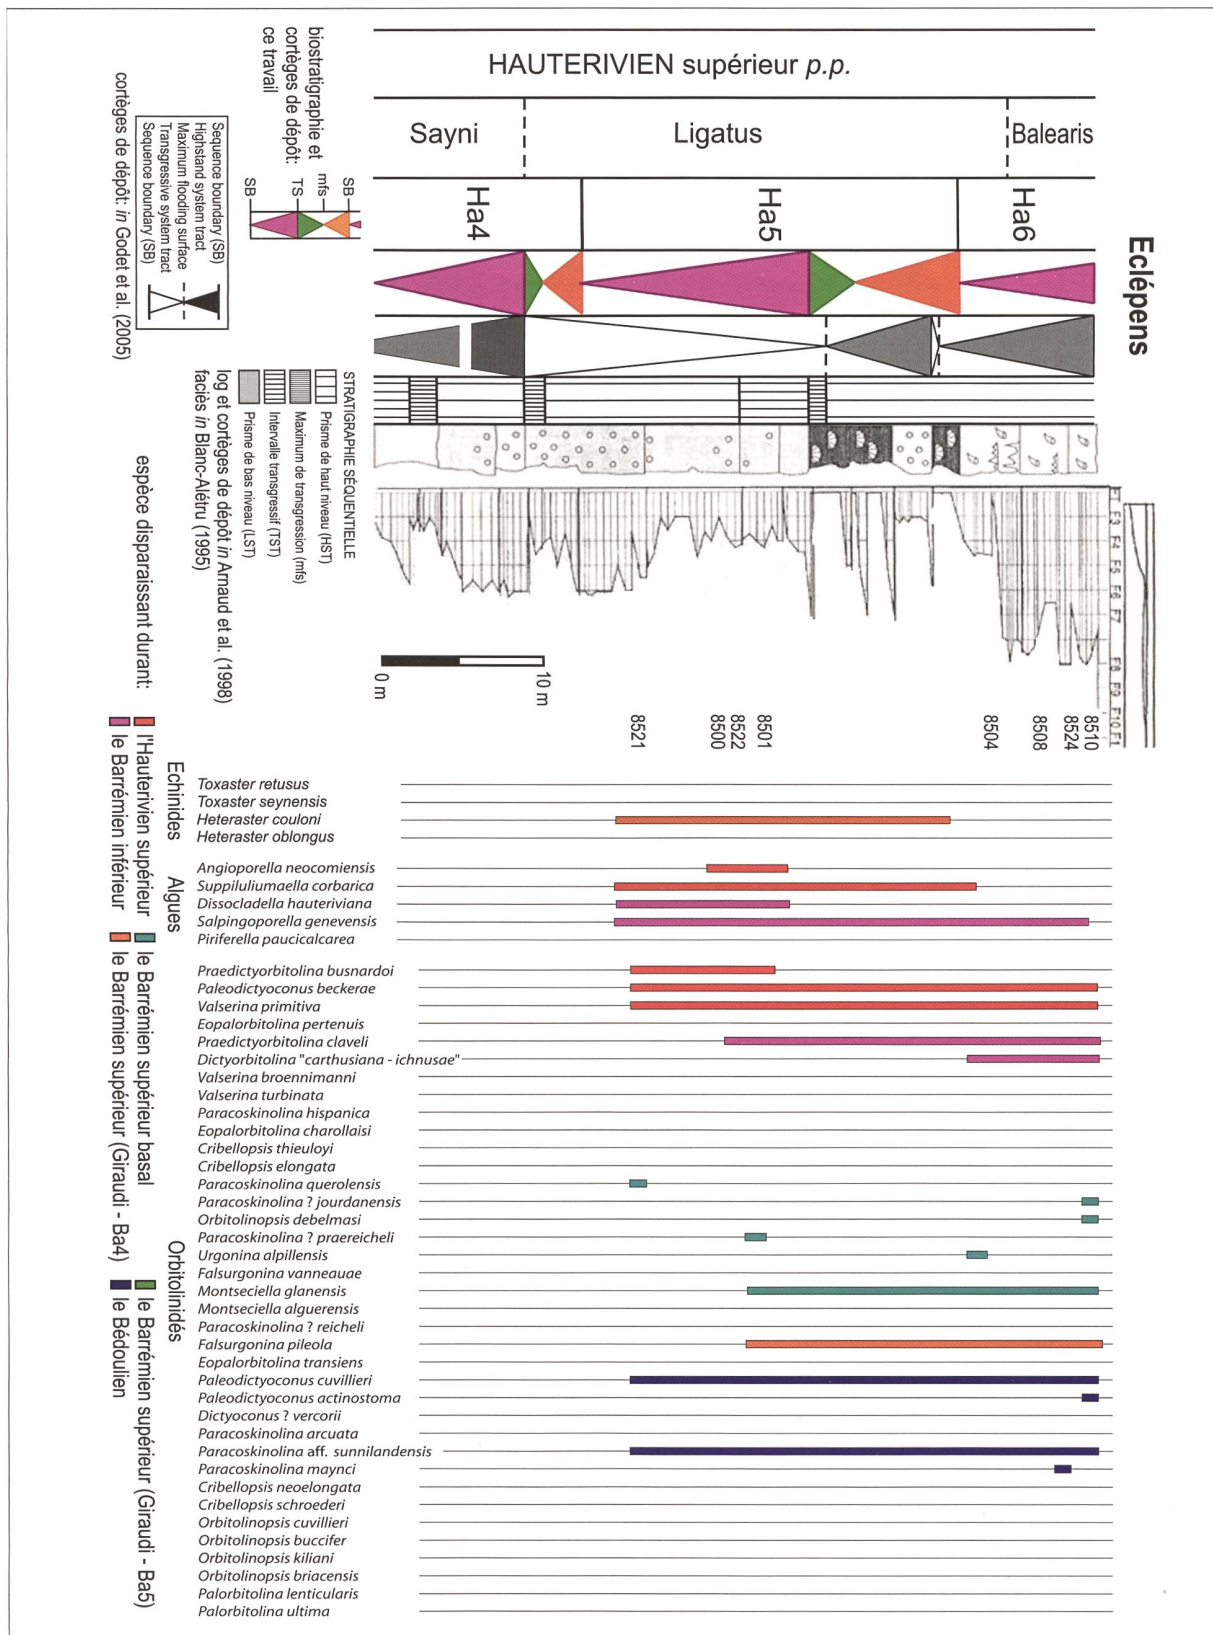 Eclépens
HAUTERIVIEN supérieur p.p.
Sayni
Ligatus
Balearis
Ha4
Ha5
Ha6
biostratigraphie et
cortèges de dépôt:
ce travail
SB
mfs
TS
SB
Sequence boundary (SB)
Highstand system tract
Maximum flooding surface
Transgressive system tract
Sequence boundary (SB)
cortèges de dépôt: in Godet et al. (2005)
STRATIGRAPHIE SÉQUENTIELLE
Prisme de haut niveau (HST)
Maximum de transgression (mfs)
Intervalle transgressif (TST)
Prisme de bas niveau (LST)
log et cortèges de dépôt in Arnaud et al. (1998)
faciès in Blanc-Alétru (1995)
F1
F3
F4
F5
F6
F7
F8
F9
F10
F1
0 m
10 m
8521
8500
8522
8501
8504
8508
8524
8510
espèce disparaissant durant:
l'Hauterivien supérieur
le Barrémien inférieur
le Barrémien supérieur basal
le Barrémien supérieur (Giraudi - Ba4)
le Barrémien supérieur (Giraudi - Ba5)
le Bédoulien
Echinides
Toxaster retusus
Toxaster seynensis
Heteraster couloni
Heteraster oblongus
Algues
Angioporella neocomiensis
Suppiluliumaella corbarica
Dissocladella hauteriviana
Salpingoporella genevensis
Piriferella paucicalcarea
Orbitolinidés
Praedictyorbitolina busnardoi
Paleodictyoconus beckerae
Valserina primitiva
Eopalorbitolina pertenuis
Praedictyorbitolina claveli
Dictyorbitolina "carthusiana - ichnusae"
Valserina broennimanni
Valserina turbinata
Paracoskinolina hispanica
Eopalorbitolina charollaisi
Cribellopsis thieuloyi
Cribellopsis elongata
Paracoskinolina querolensis
Paracoskinolina ? jourdanensis
Orbitolinopsis debelmasi
Paracoskinolina ? praereicheli
Urgonina alpillensis
Falsurgonina vanneauae
Montseciella glanensis
Montseciella alguerensis
Paracoskinolina ? reicheli
Falsurgonina pileola
Eopalorbitolina transiens
Paleodictyoconus cuvillieri
Paleodictyoconus actinostoma
Dictyoconus ? vercorii
Paracoskinolina arcuata
Paracoskinolina aff. sunnilandensis
Paracoskinolina maynci
Cribellopsis neoelongata
Cribellopsis schroederi
Orbitolinopsis cuvillieri
Orbitolinopsis buccifer
Orbitolinopsis kiliani
Orbitolinopsis briacensis
Palorbitolina lenticularis
Palorbitolina ultima